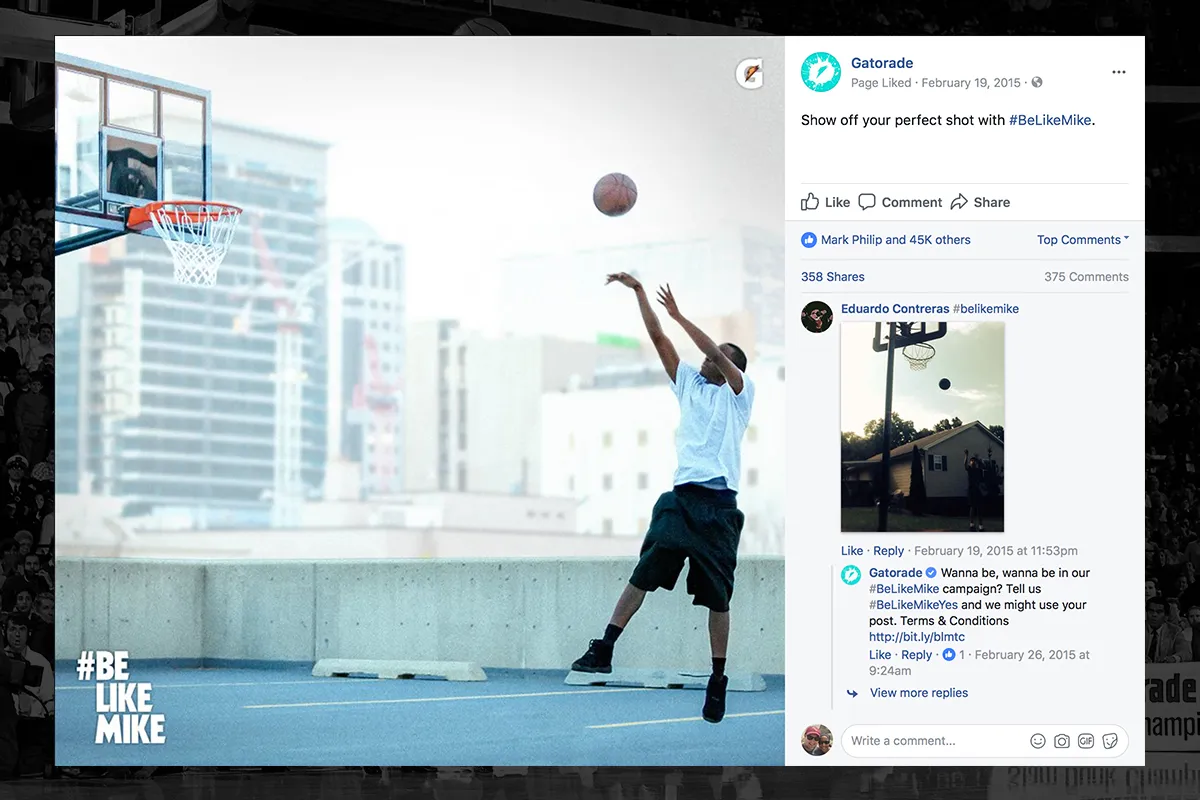 #BE
LIKE
MIKE
Gatorade
Page Liked · February 19, 2015 ·
Show off your perfect shot with #BeLikeMike.
Like Comment Share
Mark Philip and 45K others Top Comments
358 Shares 375 Comments
Eduardo Contreras #belikemike
Like · Reply · February 19, 2015 at 11:53pm
Gatorade Wanna be, wanna be in our
#BeLikeMike campaign? Tell us
#BeLikeMikeYes and we might use your
post. Terms & Conditions
http://bit.ly/blmtc
Like · Reply · 1 · February 26, 2015 at
9:24am
View more replies
Write a comment...
GIF